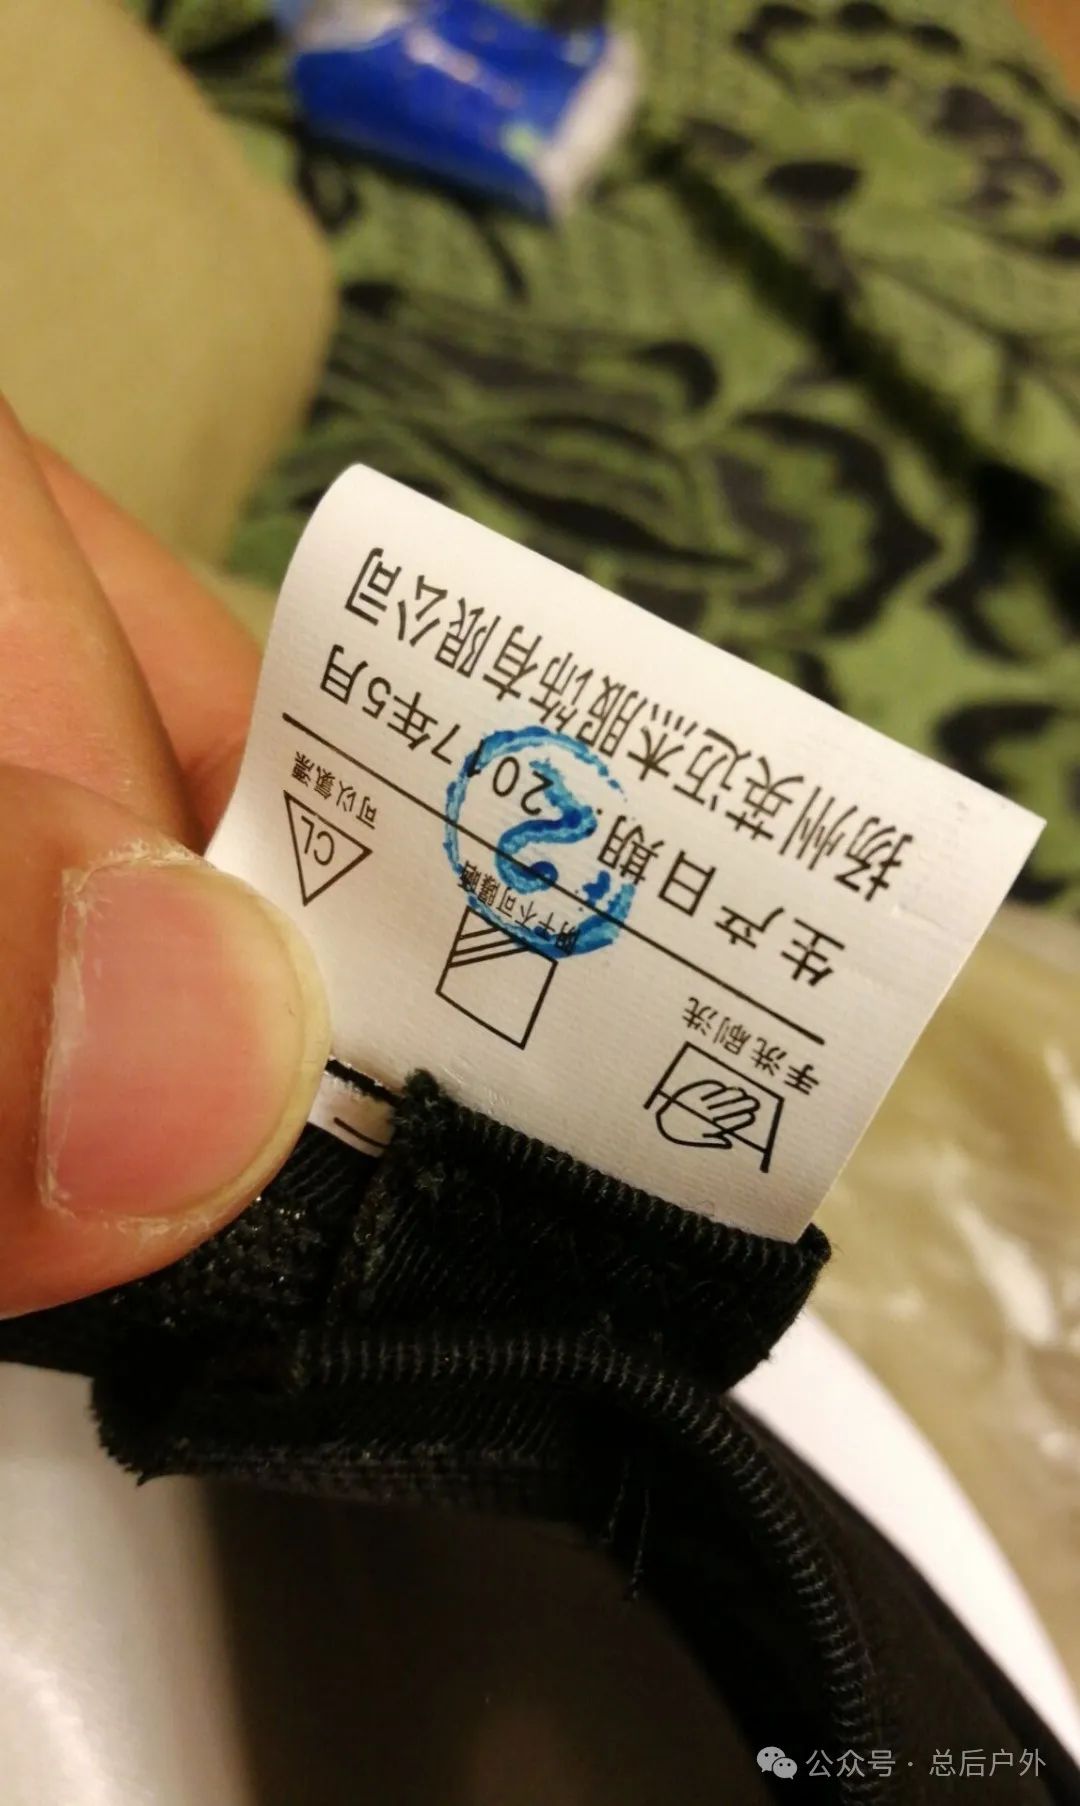 手洗刷洗
阴干不可曝晒
CL
可以氯漂
生产日期:2017年5月
扬州英迈杰服饰有限公司
公众号·总后户外